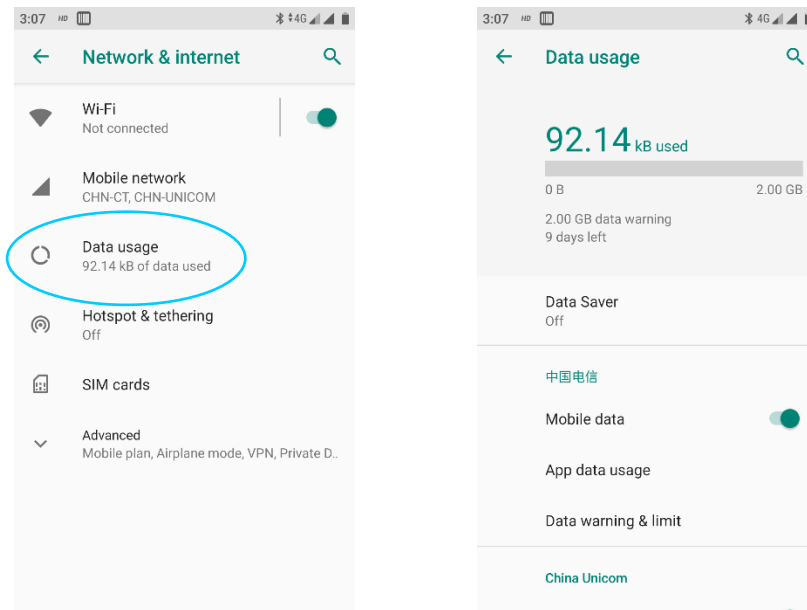 3:07 HD 4G
Network & internet
Wi-Fi
Not connected
Mobile network
CHN-CT, CHN-UNICOM
Data usage
92.14 kB of data used
Hotspot & tethering
Off
SIM cards
Advanced
Mobile plan, Airplane mode, VPN, Private D..
3:07 HD 4G
Data usage
92.14 kB used
0 B 2.00 GB
2.00 GB data warning
9 days left
Data Saver
Off
中国电信
Mobile data
App data usage
Data warning & limit
China Unicom